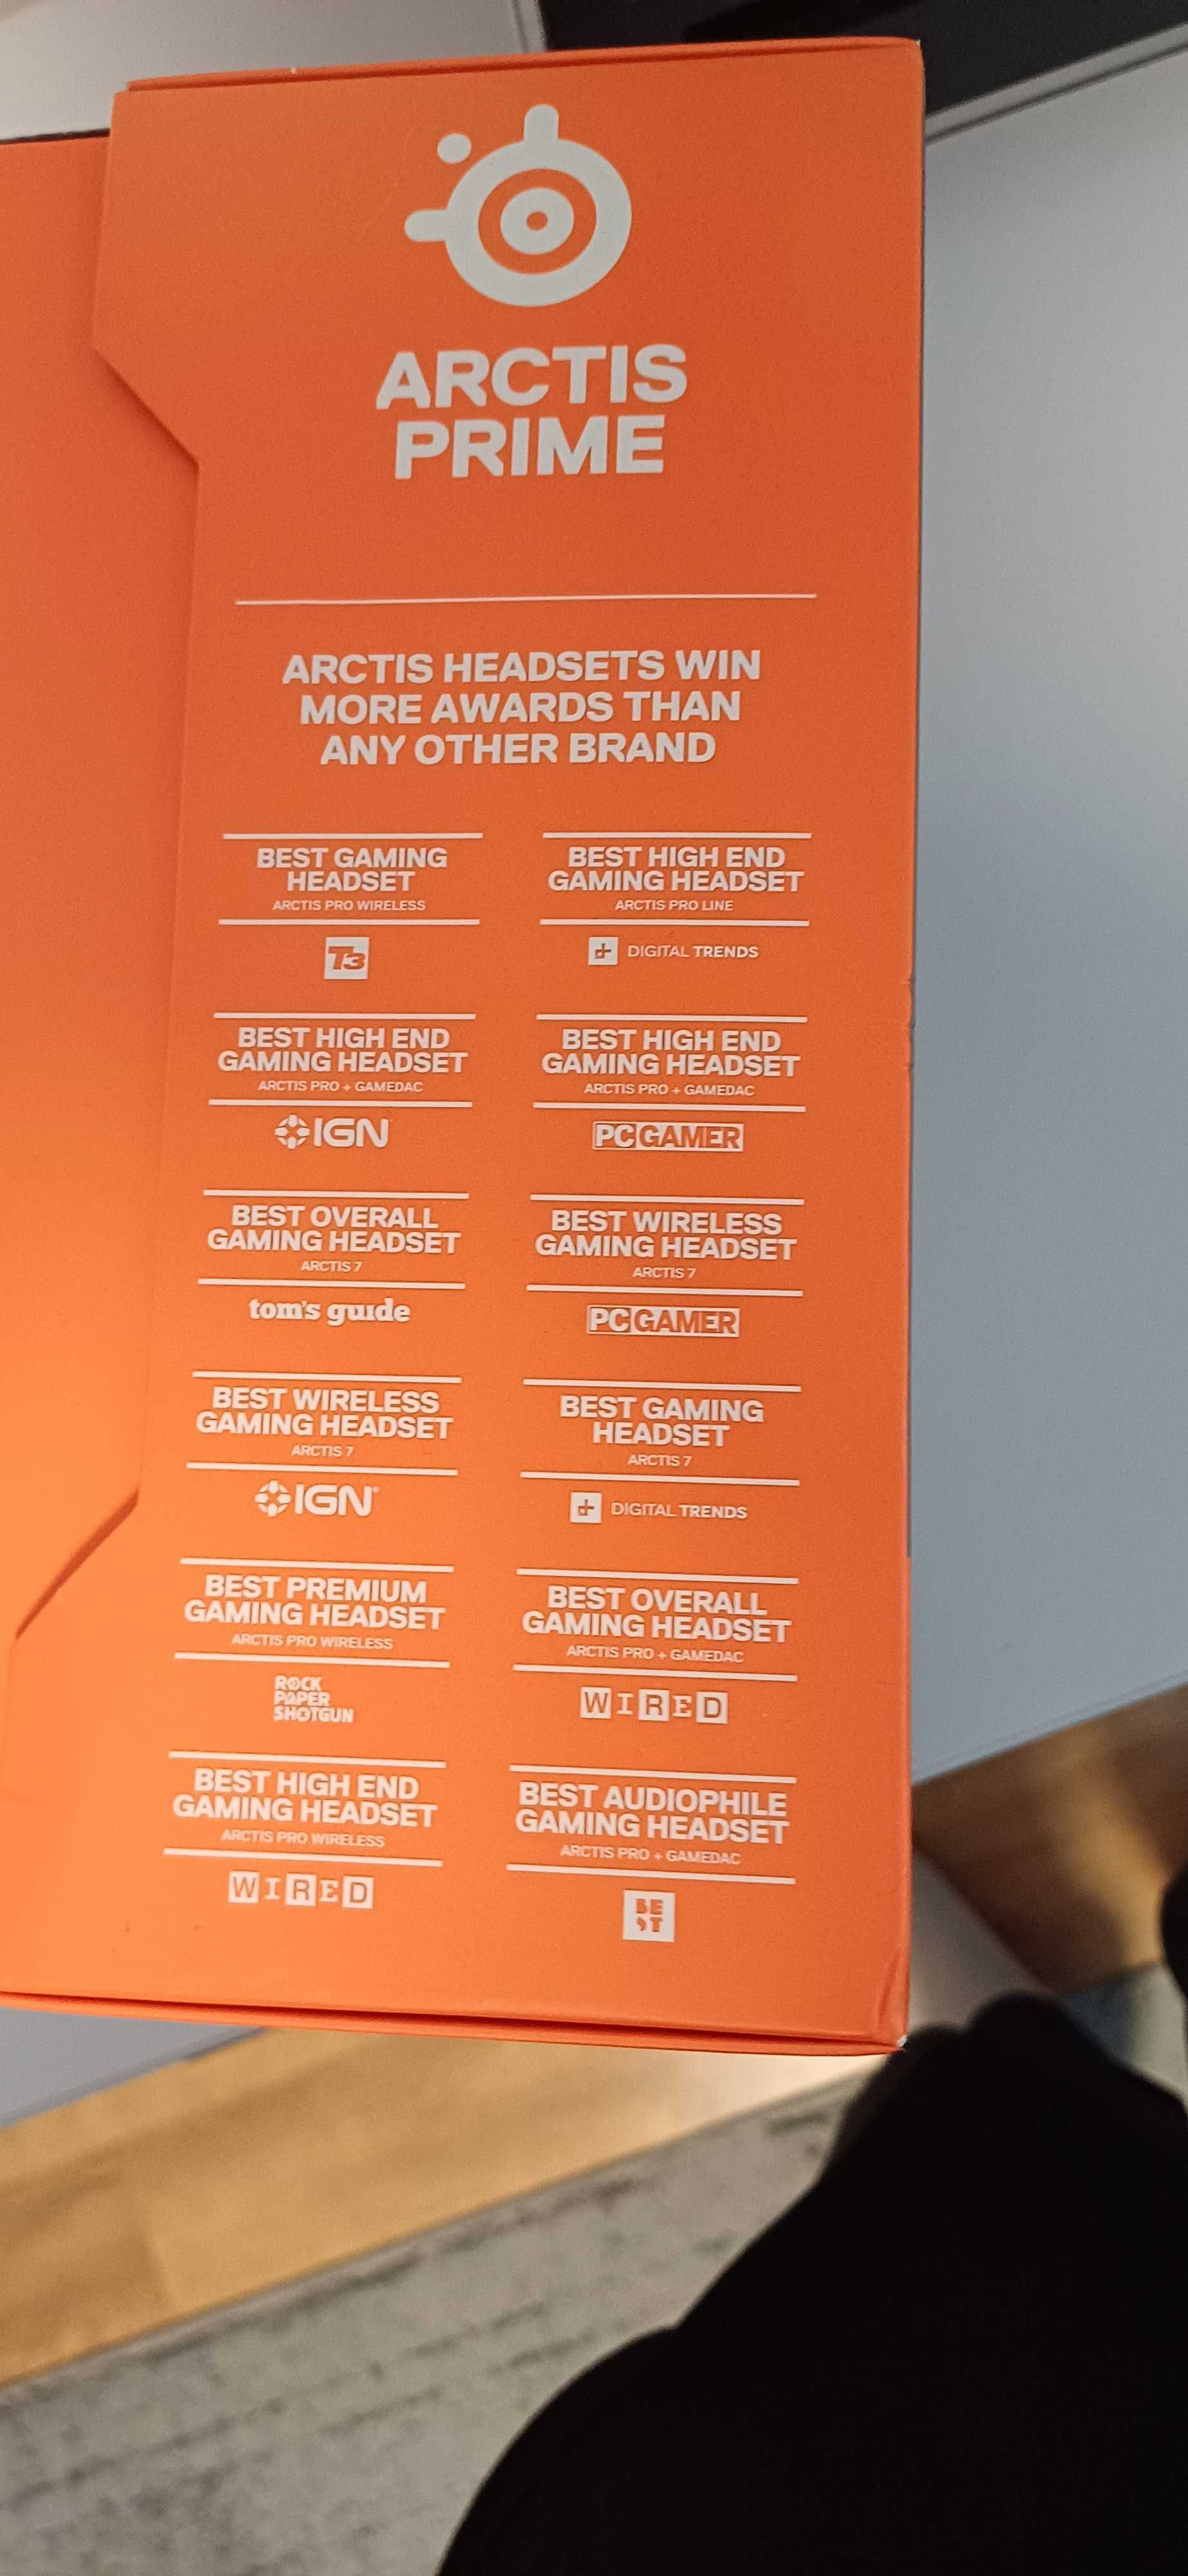 ARCTIS
PRIME
ARCTIS HEADSETS WIN
MORE AWARDS THAN
ANY OTHER BRAND
BEST GAMING
HEADSET
ARCTIS PRO WIRELESS
T3
BEST HIGH END
GAMING HEADSET
ARCTIS PRO LINE
dt DIGITAL TRENDS
BEST HIGH END
GAMING HEADSET
ARCTIS PRO + GAMEDAC
IGN
BEST HIGH END
GAMING HEADSET
ARCTIS PRO + GAMEDAC
PC GAMER
BEST OVERALL
GAMING HEADSET
ARCTIS 7
tom's guide
BEST WIRELESS
GAMING HEADSET
ARCTIS 7
PC GAMER
BEST WIRELESS
GAMING HEADSET
ARCTIS 7
IGN
BEST GAMING
HEADSET
ARCTIS 7
dt DIGITAL TRENDS
BEST PREMIUM
GAMING HEADSET
ARCTIS PRO WIRELESS
ROCK
PAPER
SHOTGUN
BEST OVERALL
GAMING HEADSET
ARCTIS PRO + GAMEDAC
WIRED
BEST HIGH END
GAMING HEADSET
ARCTIS PRO WIRELESS
WIRED
BEST AUDIOPHILE
GAMING HEADSET
ARCTIS PRO + GAMEDAC
BE
ST